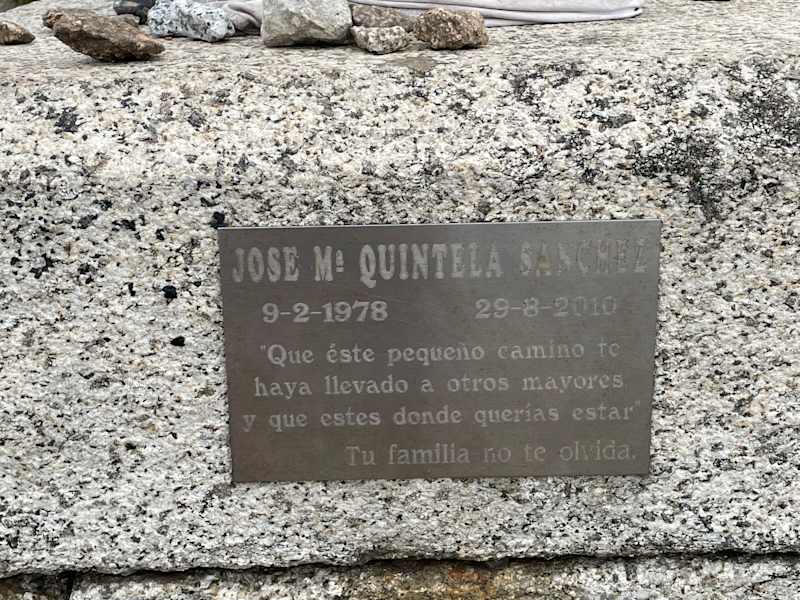 JOSE Mª QUINTELA SANCHEZ
9-2-1978 29-8-2010
"Que éste pequeño camino te
haya llevado a otros mayores
y que estes donde querías estar"
Tu familia no te olvida.